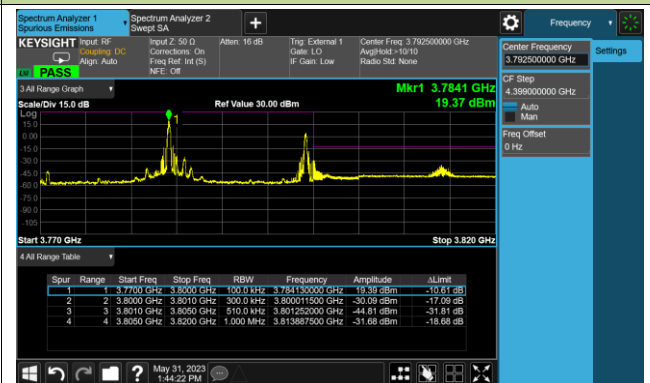 Spectrum Analyzer 1
Spurious Emissions
Spectrum Analyzer 2
Swept SA
+
Frequency
KEYSIGHT
Input: RF
Coupling: DC
Align: Auto
Input Z: 50 Ω
Corrections: On
Freq Ref: Int (S)
NFE: Off
Atten: 16 dB
Trig: External 1
Gate: LO
IF Gain: Low
Center Freq: 3.792500000 GHz
Avg|Hold:>10/10
Radio Std: None
PASS
Center Frequency
3.792500000 GHz
Settings
CF Step
4.399000000 GHz
Auto
Man
Freq Offset
0 Hz
3 All Range Graph
Mkr1 3.7841 GHz
Scale/Div 15.0 dB
Ref Value 30.00 dBm
19.37 dBm
Log
1
15.0
0.00
-15.0
-30.0
-45.0
-60.0
-75.0
-90.0
-105
Start 3.770 GHz
Stop 3.820 GHz
4 All Range Table
Spur Range Start Freq Stop Freq RBW Frequency Amplitude ΔLimit
1 1 3.7700 GHz 3.8000 GHz 100.0 kHz 3.784130000 GHz 19.39 dBm -10.61 dB
2 2 3.8000 GHz 3.8010 GHz 300.0 kHz 3.800011500 GHz -30.09 dBm -17.09 dB
3 3 3.8010 GHz 3.8050 GHz 510.0 kHz 3.801252000 GHz -44.81 dBm -31.81 dB
4 4 3.8050 GHz 3.8200 GHz 1.000 MHz 3.813887500 GHz -31.68 dBm -18.68 dB
?
May 31, 2023
1:44:22 PM